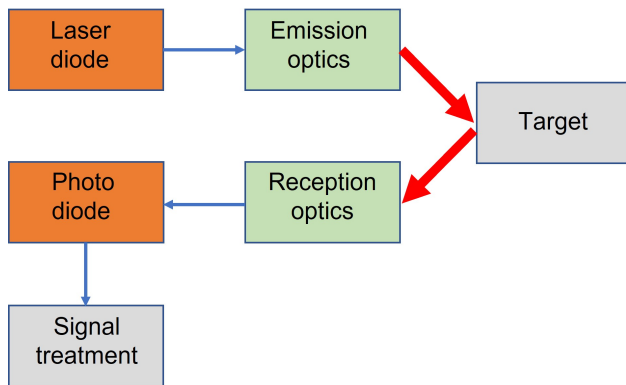 Laser
diode
Emission
optics
Target
Photo
diode
Reception
optics
Signal
treatment